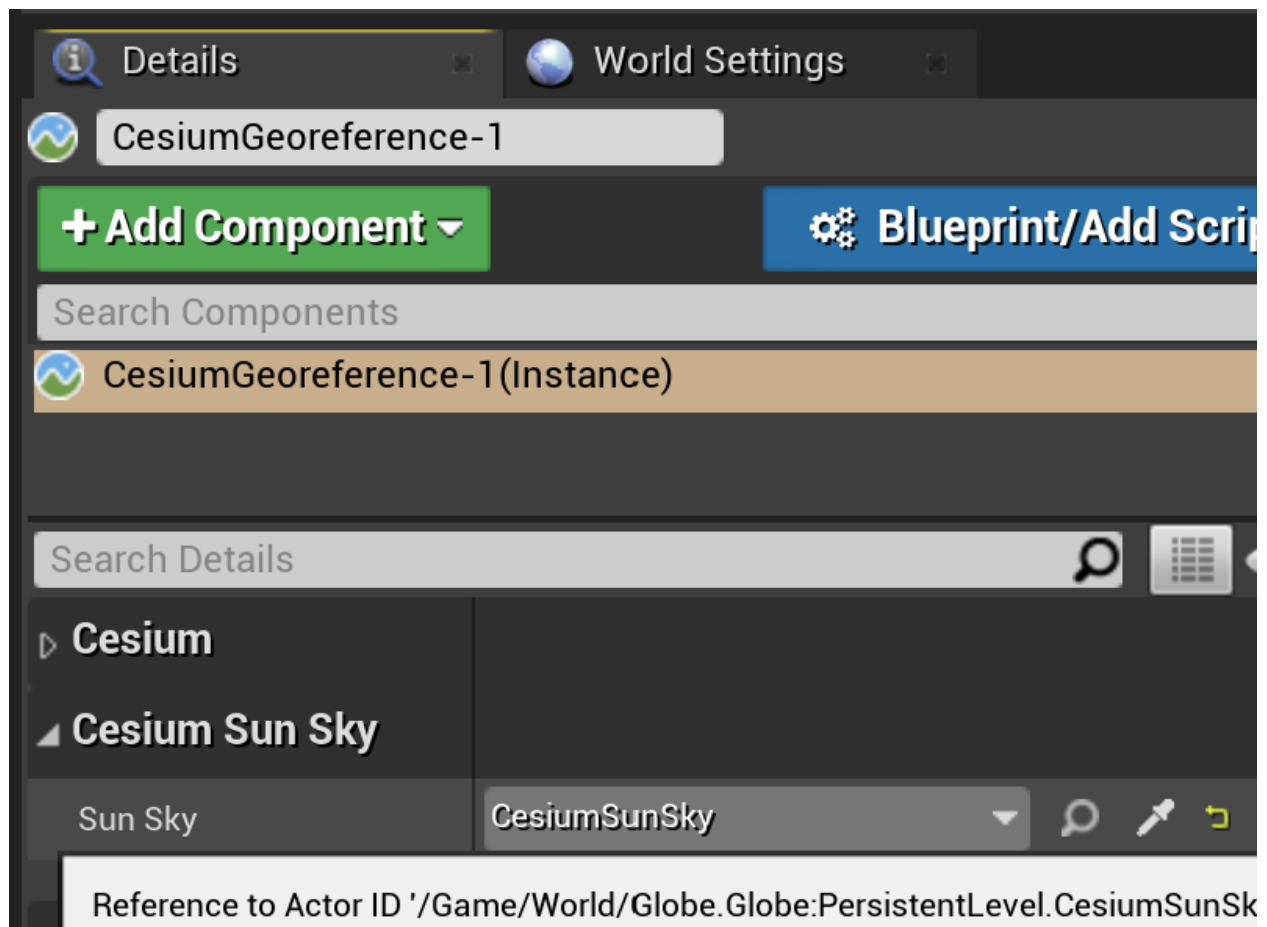 Details World Settings
CesiumGeoreference-1
Add Component Blueprint/Add
Search Components
CesiumGeoreference-1(Instance)
Search Details
Cesium
Cesium Sun Sky
Sun Sky CesiumSunSky
Reference to Actor ID '/Game/World/Globe.Globe:PersistentLevel.CesiumSunSk